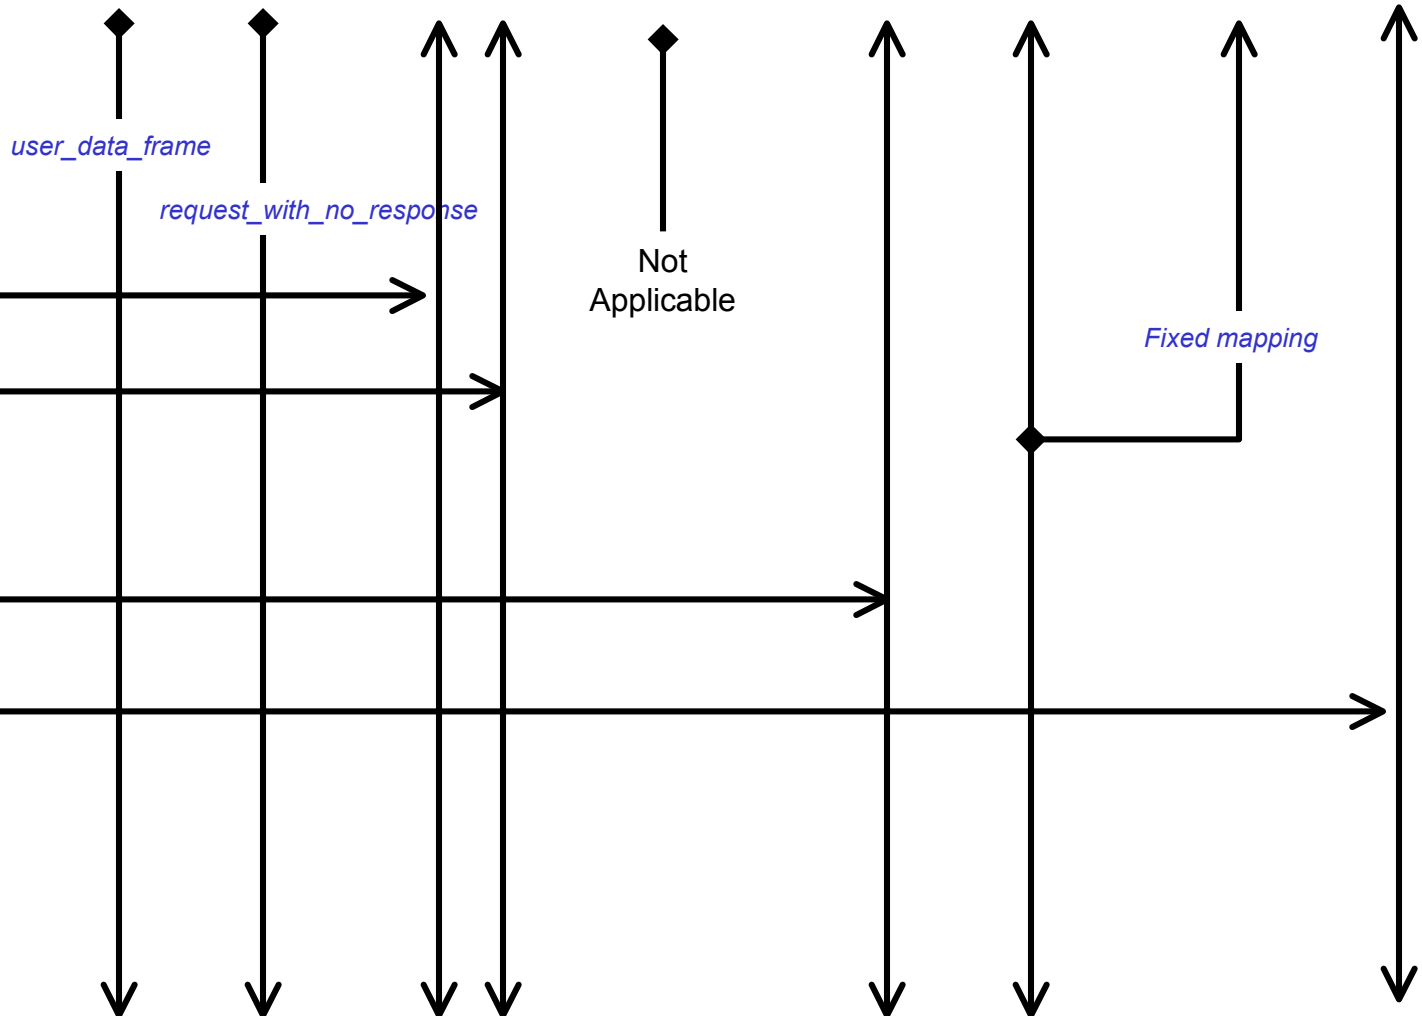 user_data_frame
request_with_no_response
Not
Applicable
Fixed mapping